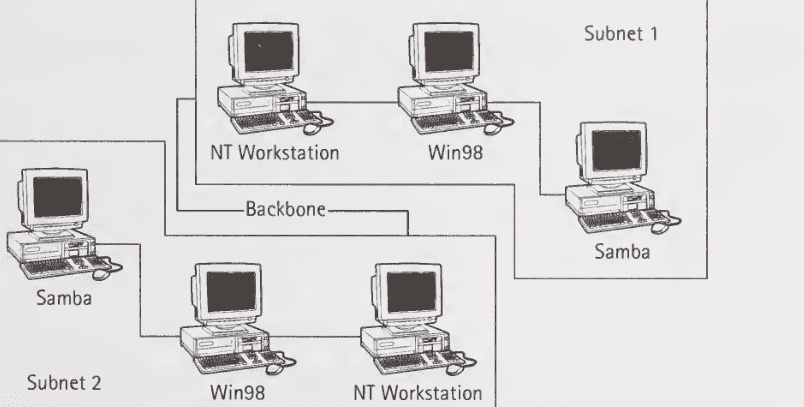 Subnet 1
NT Workstation
Win98
Samba
Backbone
Samba
Win98
NT Workstation
Subnet 2